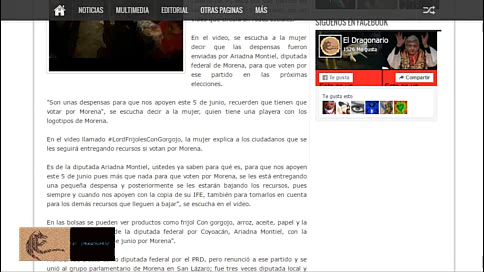 NOTICIAS MULTIMEDIA EDITORIAL OTRAS PAGINAS MÁS
En el video, se escucha a la mujer
decir que las despensas fueron
enviadas por Ariadna Montiel, diputada
federal de Morena, para que voten por
ese partido en las próximas
elecciones.
"Son unas despensas para que nos apoyen este 5 de junio, recuerden que tienen que
votar por Morena", se escucha decir a la mujer, quien tiene una playera con los
logotipos de Morena.
En el video llamado #LordFrijolesConGorgojo, la mujer explica a los ciudadanos que se
les seguirá entregando recursos si votan por Morena.
Es de la diputada Ariadna Montiel, ustedes ya saben para qué es, para que nos apoyen
este 5 de junio pues más que nada para que voten por Morena, se les está entregando
una pequeña despensa y posteriormente se les estarán bajando los recursos, pues
siempre y cuando nos apoyen con la copia de su IFE, también para tomarlos en cuenta
para los demás recursos que lleguen a bajar", se escucha en el video.
En las bolsas se pueden ver productos como frijol con gorgojo, arroz, aceite, papel y la
diputada federal por Coyoacán, Ariadna Montiel, con la
de junio por Morena".
diputada federal por el PRD, pero renunció a ese partido y se
unió al grupo parlamentario de Morena en San Lázaro; fue tres veces diputada local y
SIGUENOS EN FACEBOOK
El Dragonario
1526 Me gusta
Te gusta
Compartir
Te gusta esto